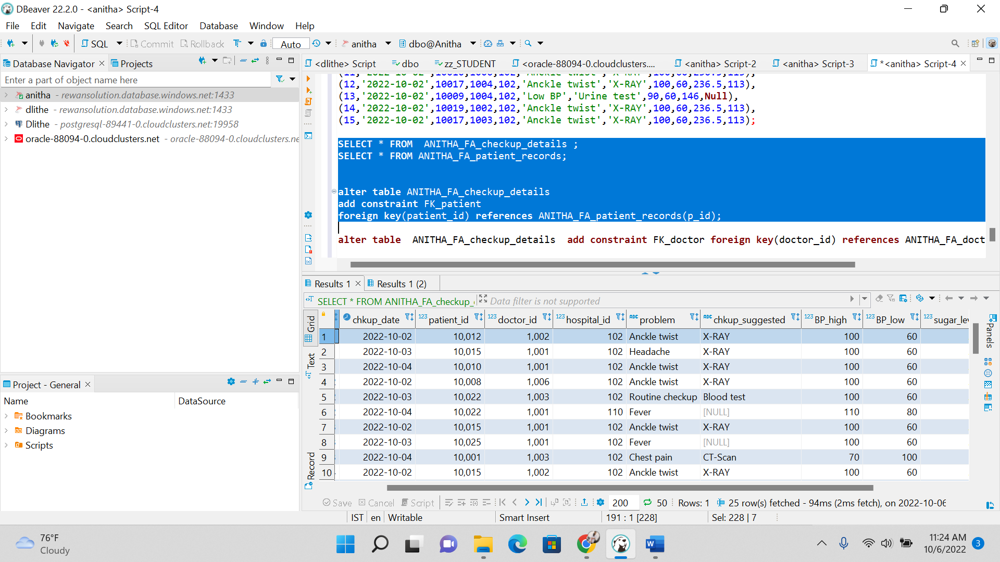 DBeaver 22.2.0 - <anitha> Script-4
File Edit Navigate Search SQL Editor Database Window Help
SQL Commit Rollback Auto anitha dbo@Anitha
Database Navigator Projects
Enter a part of object name here
anitha - rewansolution.database.windows.net:1433
dlithe - rewansolution.database.windows.net:1433
Dlithe - postgresql-89441-0.cloudclusters.net:19958
oracle-88094-0.cloudclusters.net - oracle-88094-0.cloudclusters.ne
Project - General
Name DataSource
Bookmarks
Diagrams
Scripts
<dlithe> Script dbo zz_STUDENT <oracle-88094-0.cloudclusters.... <anitha> Script-2 <anitha> Script-3 *<anitha> Script-4
(12,'2022-10-02',10017,1004,102,'Anckle twist','X-RAY',100,60,236.5,113),
(13,'2022-10-02',10009,1004,102,'Low BP','Urine test',90,60,146,Null),
(14,'2022-10-02',10019,1002,102,'Anckle twist','X-RAY',100,60,236.5,113),
(15,'2022-10-02',10017,1003,102,'Anckle twist','X-RAY',100,60,236.5,113);
SELECT * FROM  ANITHA_FA_checkup_details ;
SELECT * FROM ANITHA_FA_patient_records;
alter table ANITHA_FA_checkup_details
add constraint FK_patient
foreign key(patient_id) references ANITHA_FA_patient_records(p_id);
alter table  ANITHA_FA_checkup_details  add constraint FK_doctor foreign key(doctor_id) references ANITHA_FA_doct
Results 1 Results 1 (2)
SELECT * FROM ANITHA_FA_checkup_ Data filter is not supported
Grid
Text
Record
Panels
chkup_date 123 patient_id 123 doctor_id 123 hospital_id ABC problem ABC chkup_suggested 123 BP_high 123 BP_low 123 sugar_lev
1 2022-10-02 10,012 1,002 102 Anckle twist X-RAY 100 60
2 2022-10-03 10,015 1,001 102 Headache X-RAY 100 60
3 2022-10-04 10,010 1,001 102 Anckle twist X-RAY 100 60
4 2022-10-02 10,008 1,006 102 Anckle twist X-RAY 100 60
5 2022-10-03 10,022 1,003 102 Routine checkup Blood test 100 60
6 2022-10-04 10,022 1,001 110 Fever [NULL] 110 80
7 2022-10-02 10,015 1,001 102 Anckle twist X-RAY 100 60
8 2022-10-03 10,025 1,001 102 Fever [NULL] 100 60
9 2022-10-04 10,001 1,003 102 Chest pain CT-Scan 70 100
10 2022-10-02 10,015 1,002 102 Anckle twist X-RAY 100 60
Save Cancel Script 200 50 Rows: 1 25 row(s) fetched - 94ms (2ms fetch), on 2022-10-06
IST en Writable Smart Insert 191 : 1 [228] Sel: 228 | 7
76°F
Cloudy
11:24 AM
10/6/2022
3